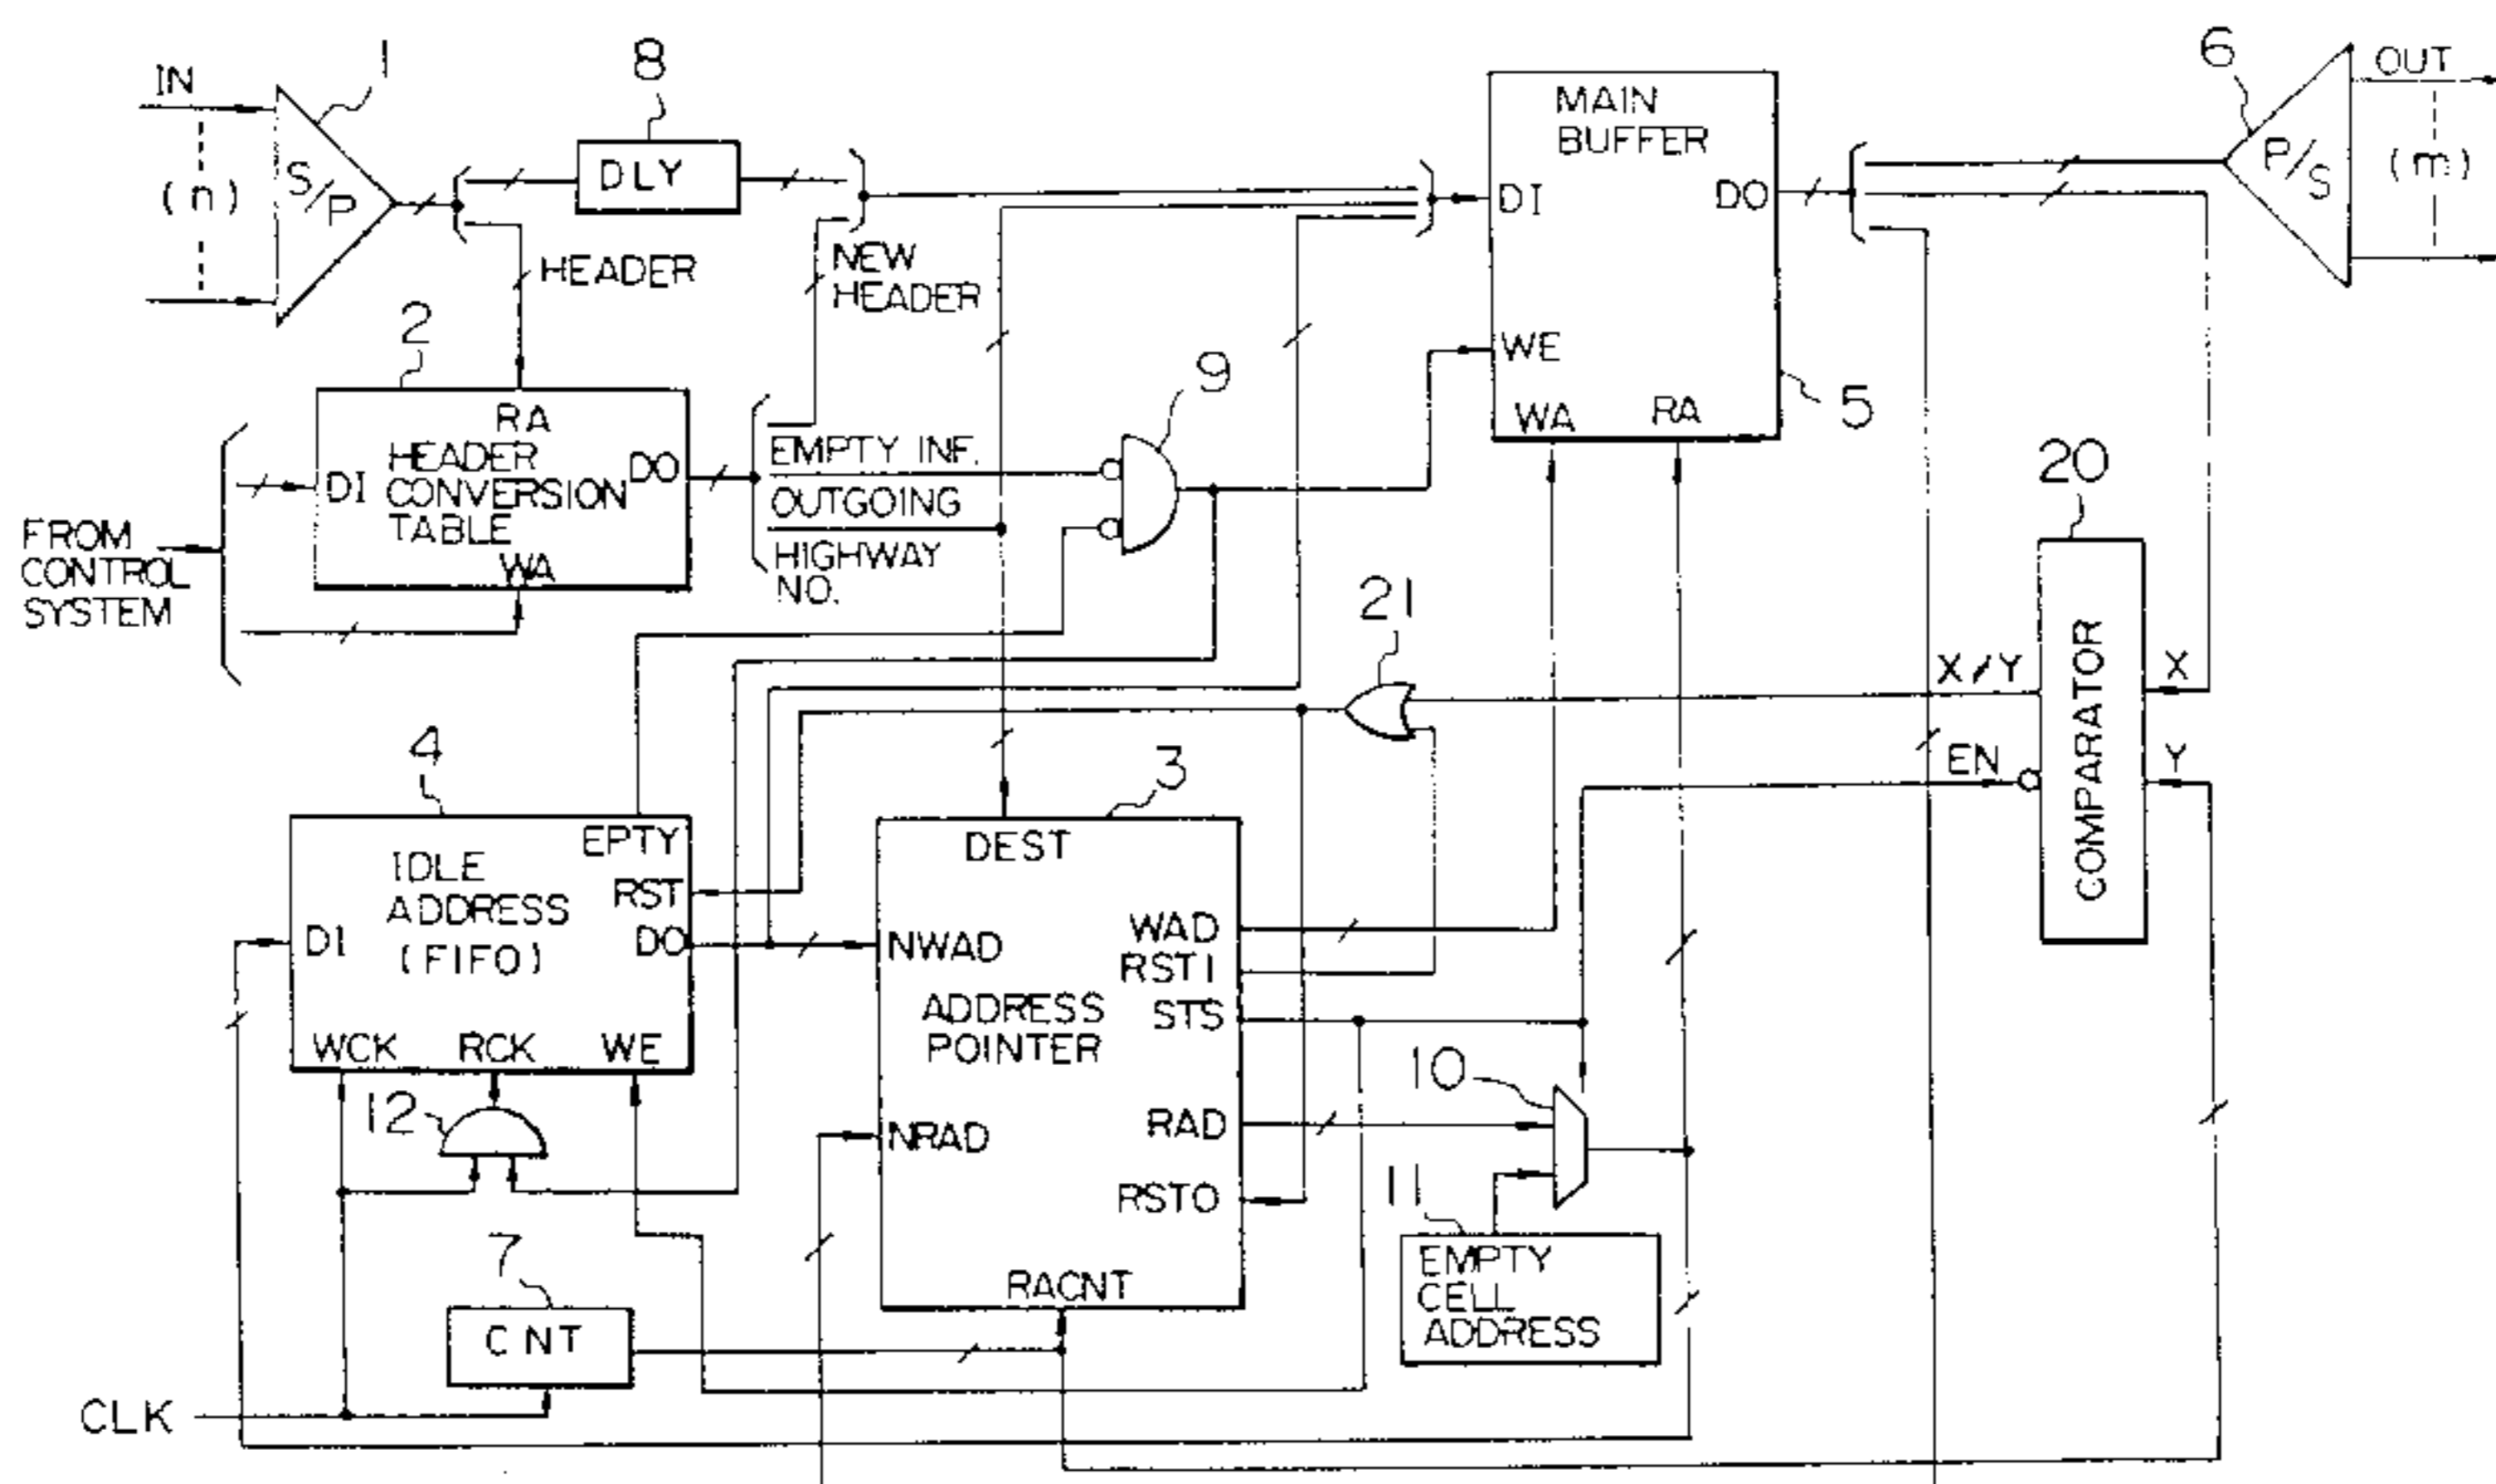 IN
1
(n)
S/P
8
DLY
HEADER
NEW
HEADER
MAIN
BUFFER
DI
DO
WE
WA
RA
5
6
P/S
OUT
(m)
2
RA
HEADER
CONVERSION
TABLE
DI
DO
WA
FROM
CONTROL
SYSTEM
EMPTY INF.
OUTGOING
HIGHWAY
NO.
9
20
COMPARATOR
X≠Y
EN
X
Y
21
4
EPTY
IDLE
ADDRESS
(FIFO)
RST
DI
DO
WCK
RCK
WE
12
3
DEST
NWAD
WAD
RST1
STS
ADDRESS
POINTER
NRAD
RAD
RSTO
RACNT
10
11
EMPTY
CELL
ADDRESS
7
CNT
CLK